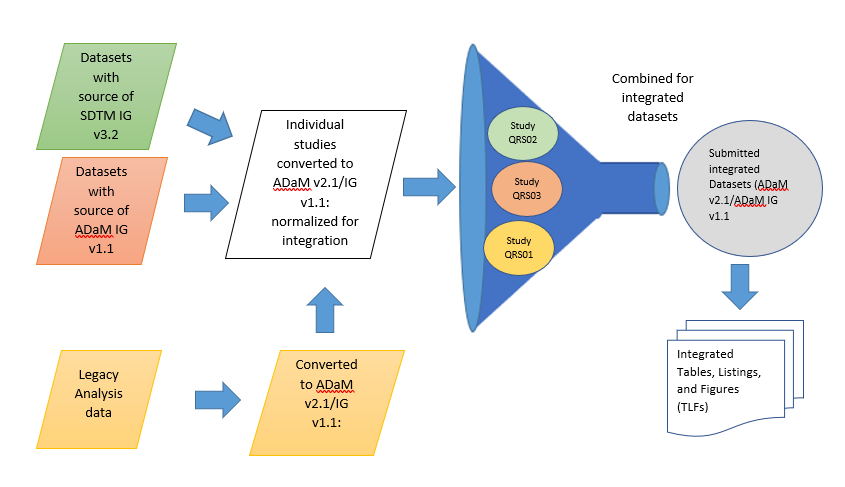 Datasets
with
source of
SDTM IG
v3.2
Datasets
with
source of
ADaM IG
v1.1
Legacy
Analysis
data
Converted
to ADaM
v2.1/IG
v1.1:
Individual
studies
converted to
ADaM v2.1/IG
v1.1:
normalized for
integration
Study
QRS02
Study
QRS03
Study
QRS01
Combined for
integrated
datasets
Submitted
integrated
Datasets (ADaM
v2.1/ADaM IG
v1.1
Integrated
Tables, Listings,
and Figures
(TLFs)